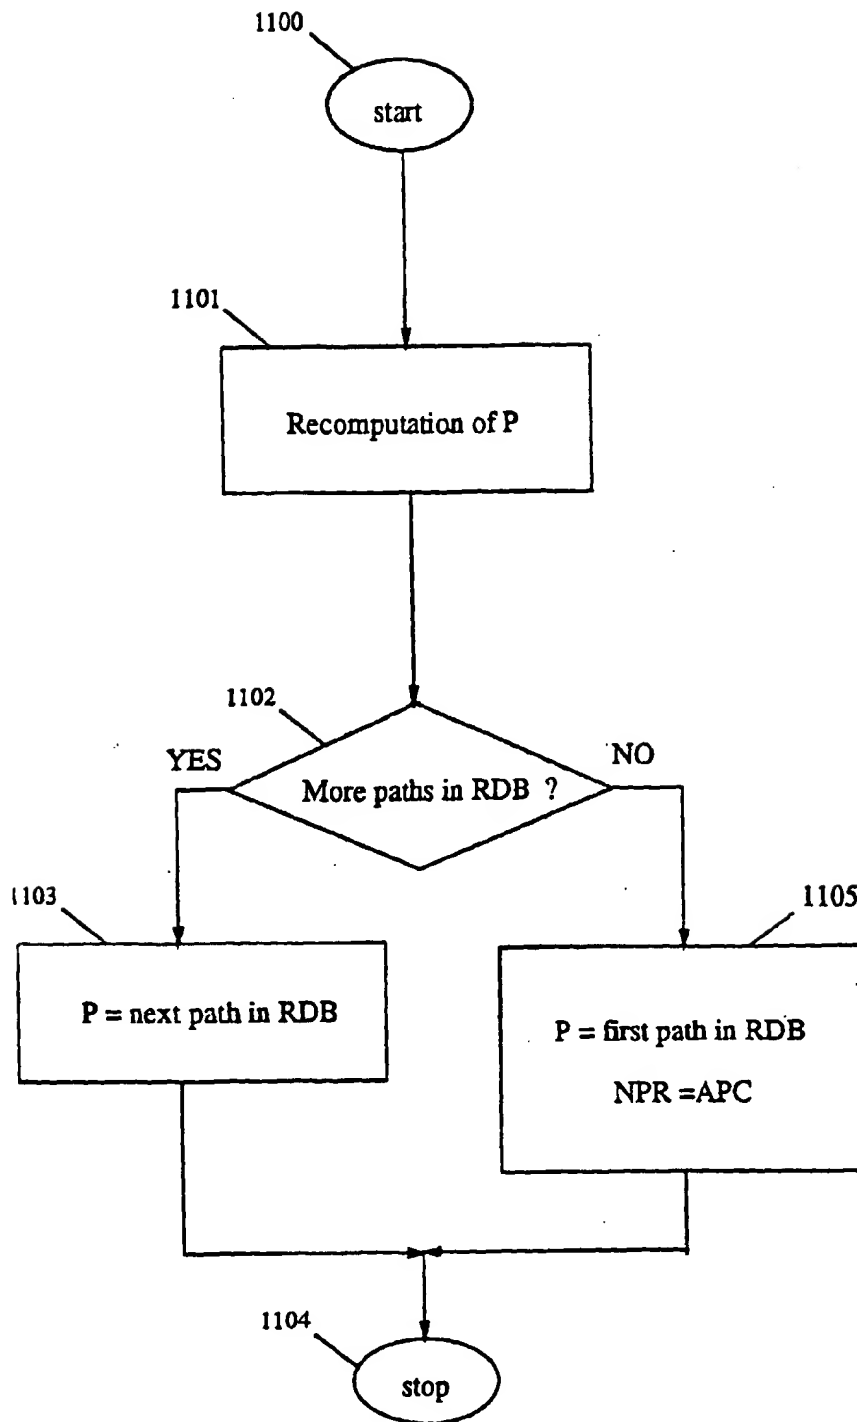 1100
start
1101
Recomputation of P
1102
YES
NO
More paths in RDB ?
1103
1105
P = next path in RDB
P = first path in RDB
NPR =APC
1104
stop